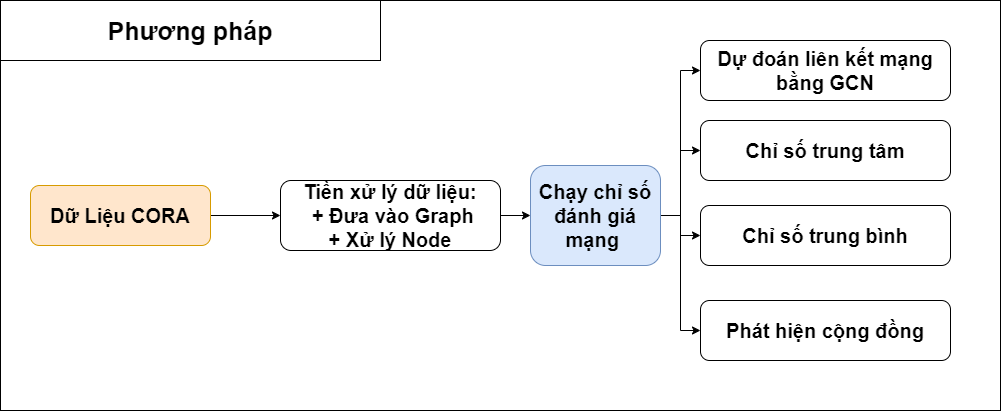 Phương pháp
Dữ Liệu CORA
Tiền xử lý dữ liệu:
+ Đưa vào Graph
+ Xử lý Node
Chạy chỉ số
đánh giá
mạng
Dự đoán liên kết mạng
bằng GCN
Chỉ số trung tâm
Chỉ số trung bình
Phát hiện cộng đồng